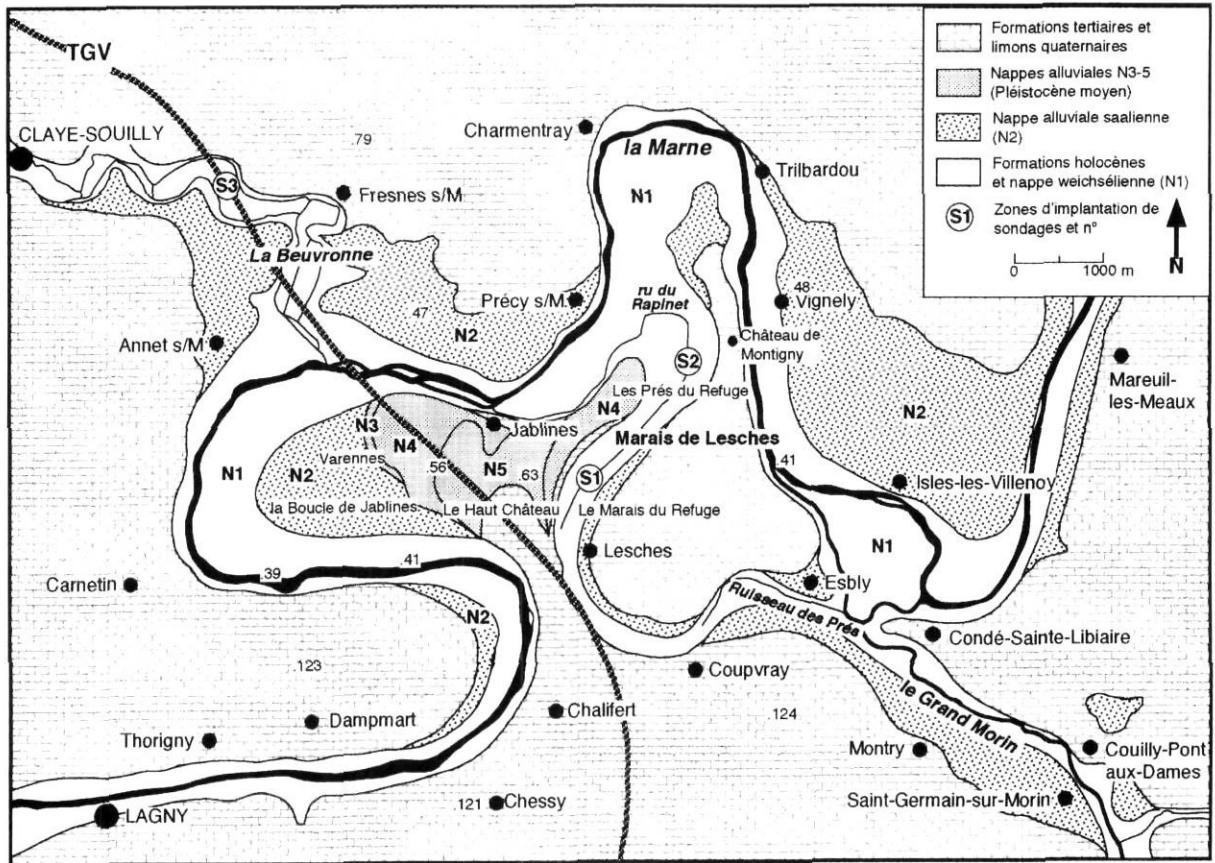 TGV
CLAYE-SOUILLY
S3
.79
Fresnes s/M
Charmentray
la Marne
Trilbardou
N1
La Beuvronne
47
N2
Précy s/M
ru du
Rapinet
48
Vignely
Château de
Montigny
Annet s/M
S2
Les Prés du Refuge
N4
N3
Varennes
N4
Jablines
Marais de Lesches
N2
Mareuil-
les-Meaux
N1
N2
.56
N5
.63
S1
.41
Isles-les-Villenoy
la Boucle de Jablines
Le Haut Château
Le Marais du Refuge
Lesches
N1
Carnetin
.39
.41
Esbly
N2
Ruisseau des Prés
Condé-Sainte-Libiaire
.123
Coupvray
Dampmart
Chalifert
124
le Grand Morin
Thorigny
Montry
Couilly-Pont
aux-Dames
LAGNY
.121
Chessy
Saint-Germain-sur-Morin
Formations tertiaires et
limons quaternaires
Nappes alluviales N3-5
(Pléistocène moyen)
Nappe alluviale saalienne
(N2)
Formations holocènes
et nappe weichsélienne (N1)
S1
Zones d'implantation de
sondages et n°
0 1000 m
N